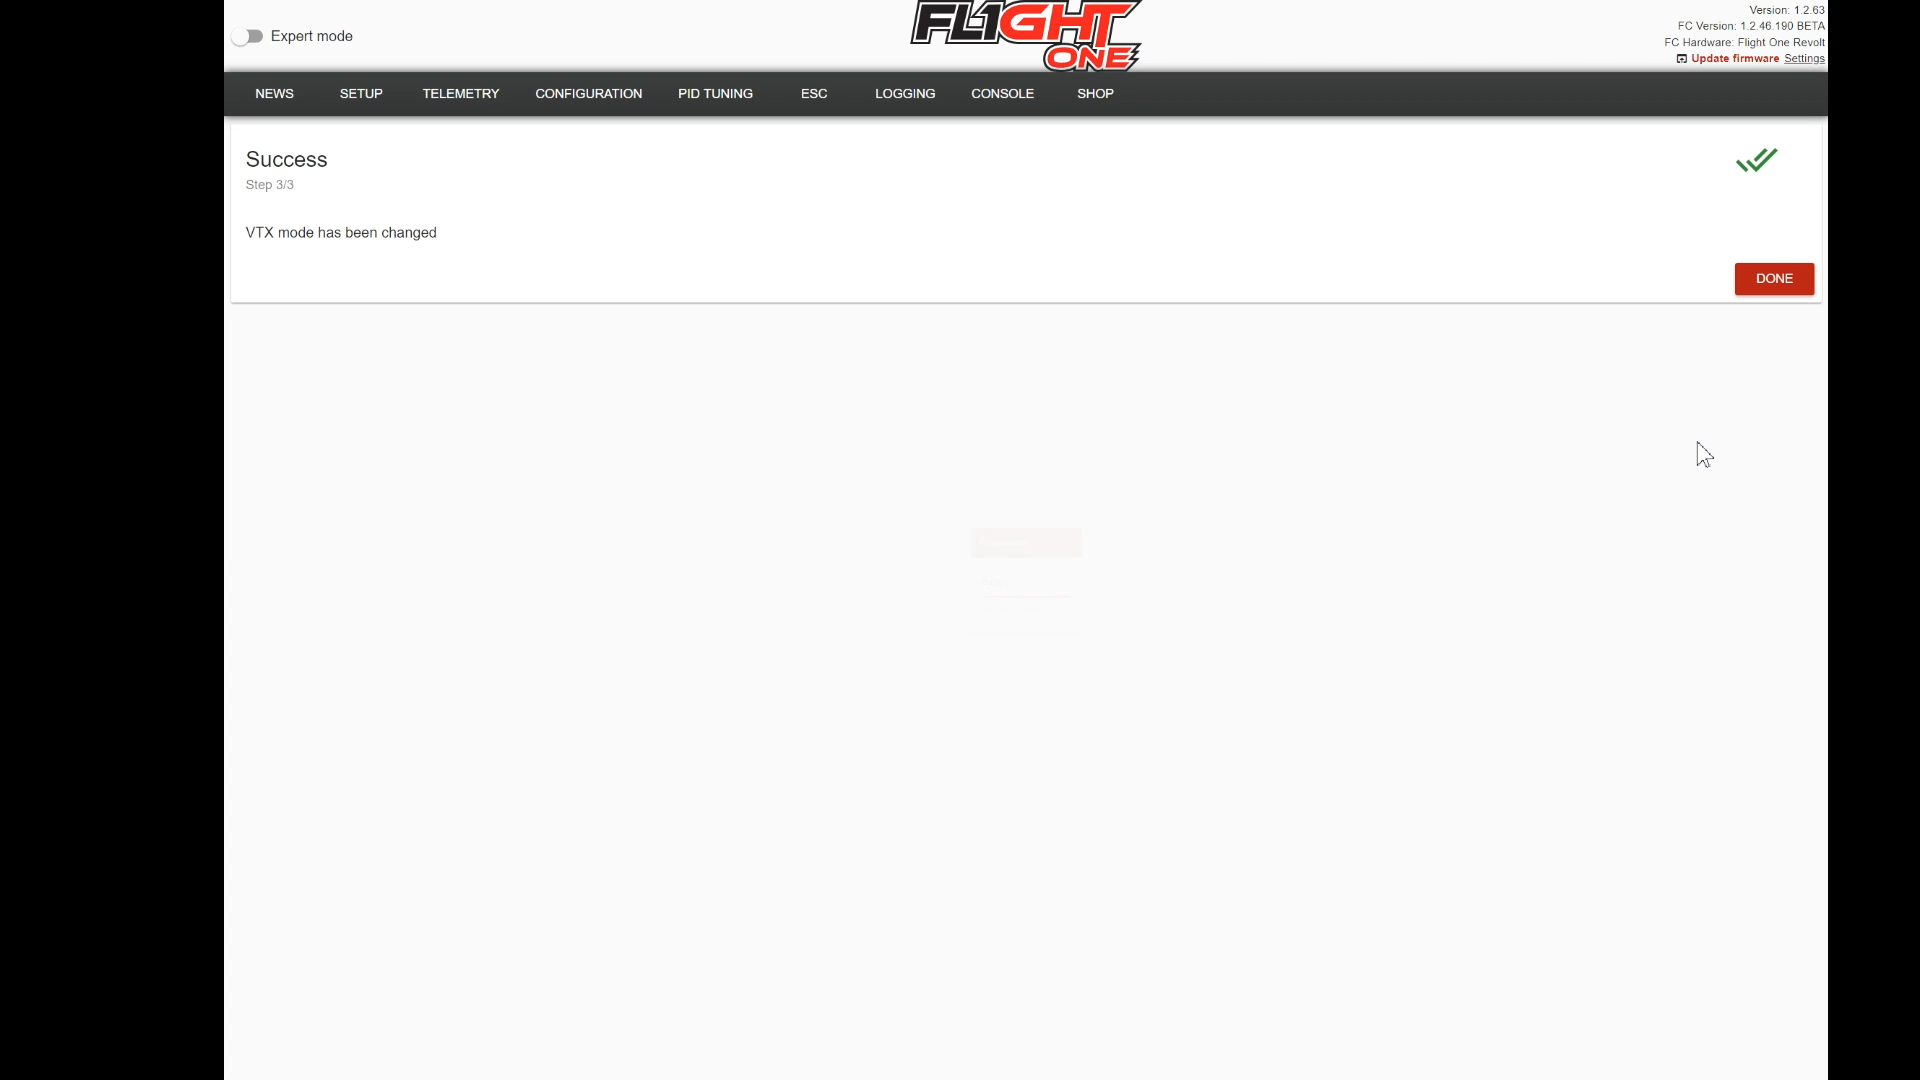 Expert mode
FL1GHT
ONE
Version: 1.2.63
FC Version: 1.2.46.190 BETA
FC Hardware: Flight One Revolt
Update firmware Settings
NEWS SETUP TELEMETRY CONFIGURATION PID TUNING ESC LOGGING CONSOLE SHOP
Success
Step 3/3
VTX mode has been changed
DONE